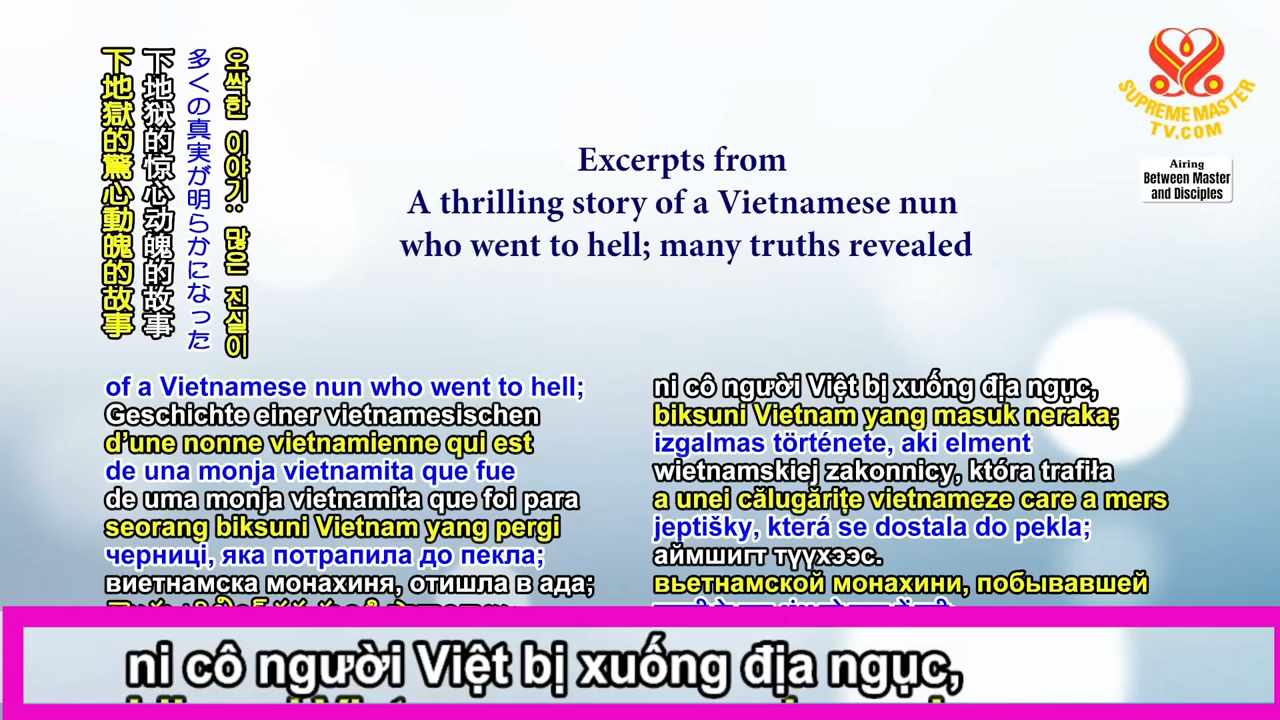 下地獄的驚心動魄的故事
下地狱的惊心动魄的故事
多くの真実が明らかになった
오싹한 이야기: 많은 진실이
SUPREME MASTER
TV.COM
Airing
Between Master
and Disciples
Excerpts from
A thrilling story of a Vietnamese nun
who went to hell; many truths revealed
of a Vietnamese nun who went to hell;
Geschichte einer vietnamesischen
d’une nonne vietnamienne qui est
de una monja vietnamita que fue
de uma monja vietnamita que foi para
seorang biksuni Vietnam yang pergi
черниці, яка потрапила до пекла;
виетнамска монахиня, отишла в ада;
ni cô người Việt bị xuống địa ngục,
biksuni Vietnam yang masuk neraka;
izgalmas története, aki elment
wietnamskiej zakonnicy, która trafiła
a unei călugărițe vietnameze care a mers
jeptišky, která se dostala do pekla;
аймшигт түүхээс.
вьетнамской монахини, побывавшей
ni cô người Việt bị xuống địa ngục,